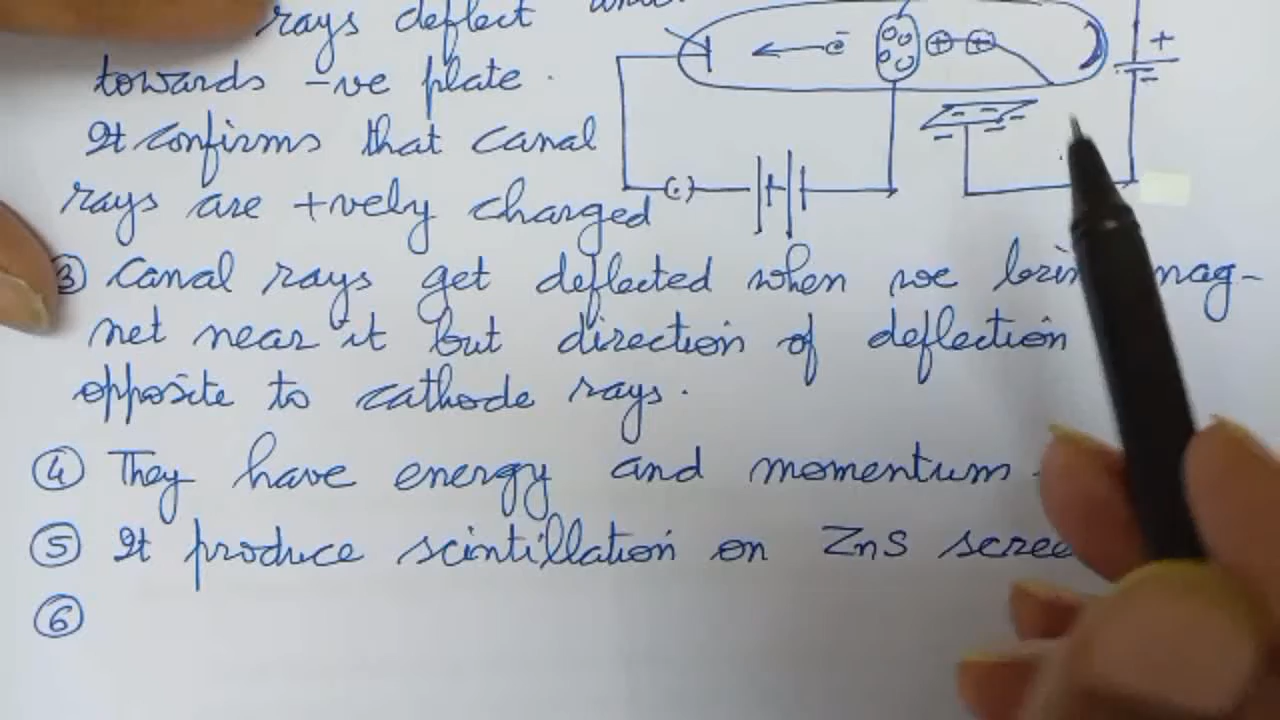 rays deflect
towards -ve plate.
It confirms that canal
rays are +vely charged
③ Canal rays get deflected when we mag-
net near it but direction of deflection
opposite to cathode rays.
④ They have energy and momentum
⑤ It produce scintillation on ZnS
⑥
e⁻
+ +
+